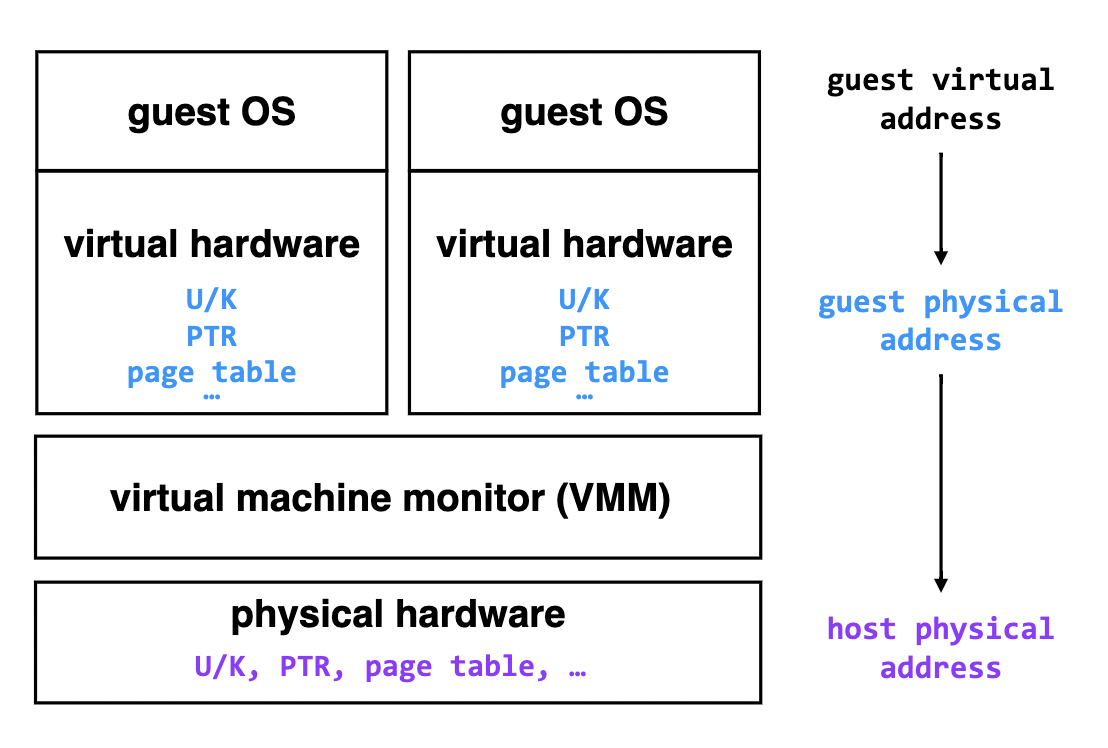 guest OS
virtual hardware
U/K
PTR
page table
…
guest OS
virtual hardware
U/K
PTR
page table
…
virtual machine monitor (VMM)
physical hardware
U/K, PTR, page table, …
guest virtual
address
guest physical
address
host physical
address